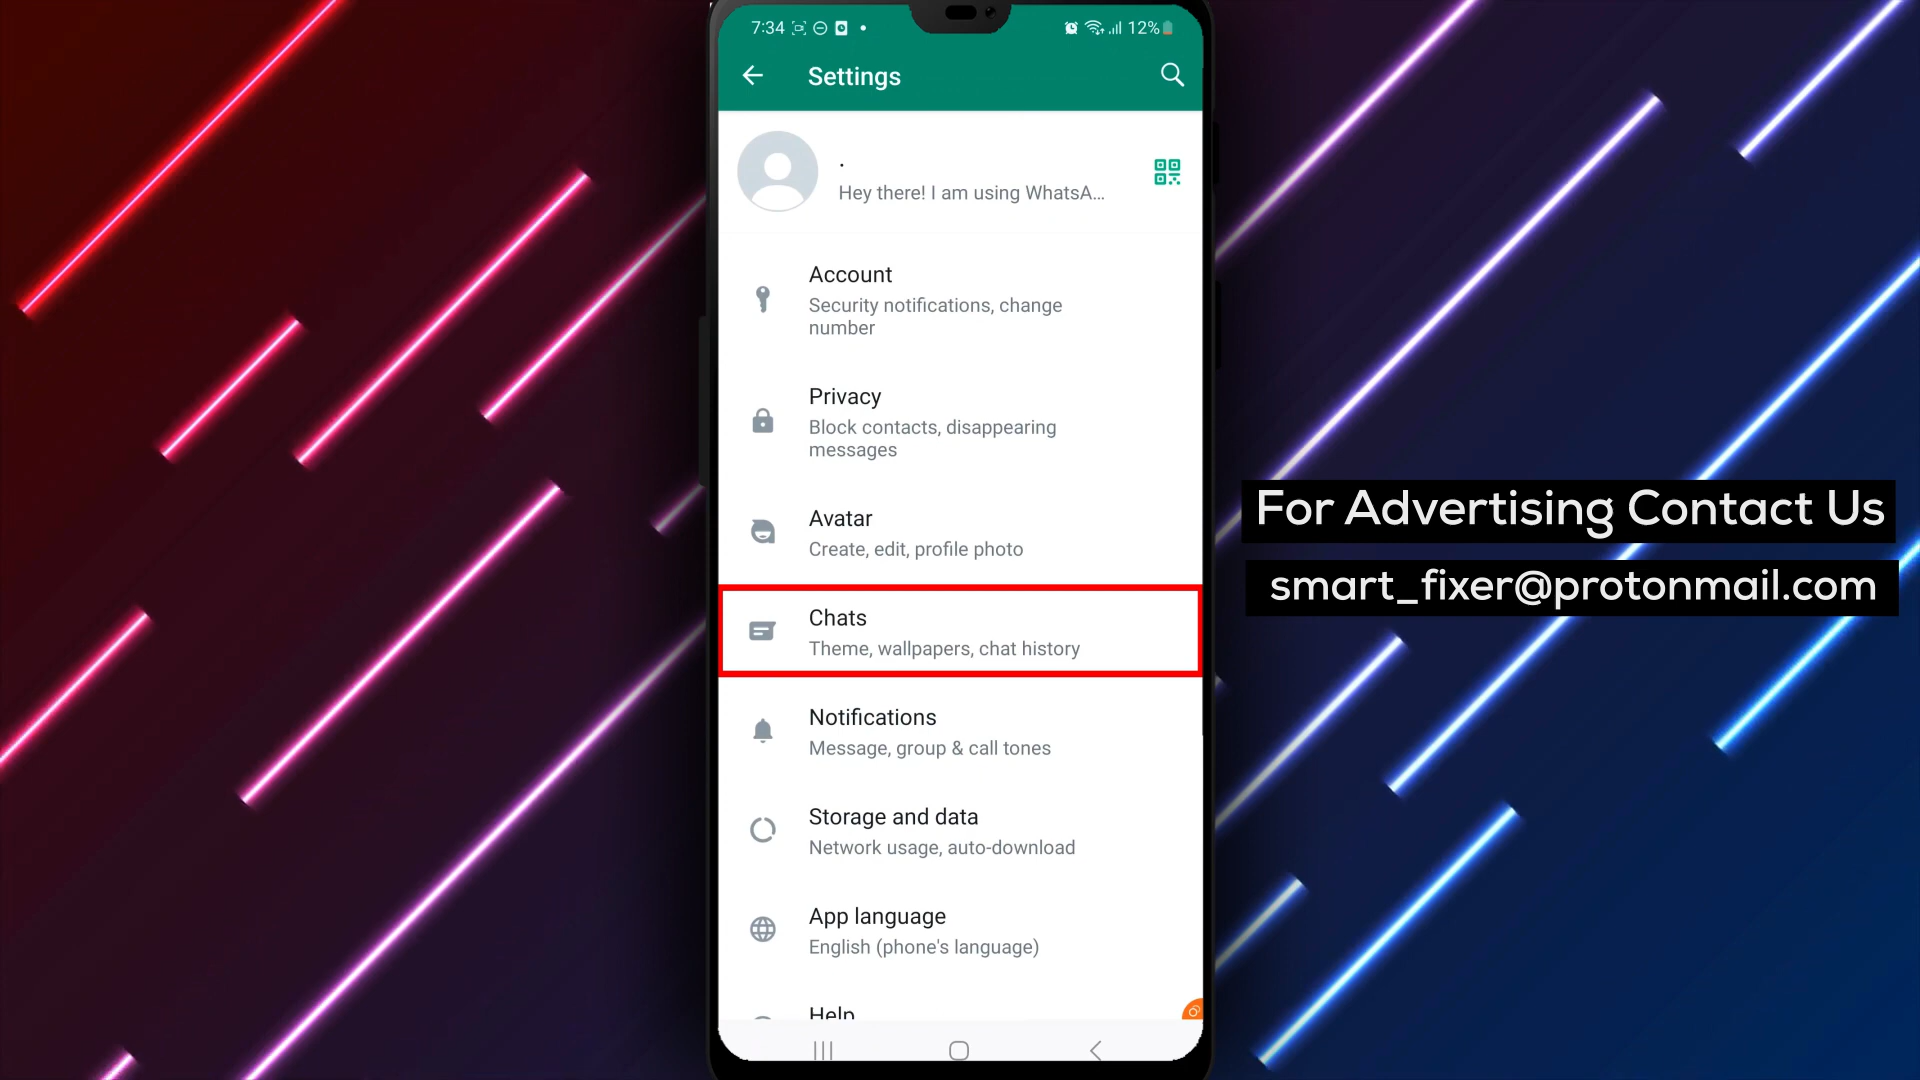 7:34
12%
Settings
.
Hey there! I am using WhatsA...
Account
Security notifications, change
number
Privacy
Block contacts, disappearing
messages
Avatar
Create, edit, profile photo
Chats
Theme, wallpapers, chat history
Notifications
Message, group & call tones
Storage and data
Network usage, auto-download
App language
English (phone's language)
Help
For Advertising Contact Us
smart_fixer@protonmail.com